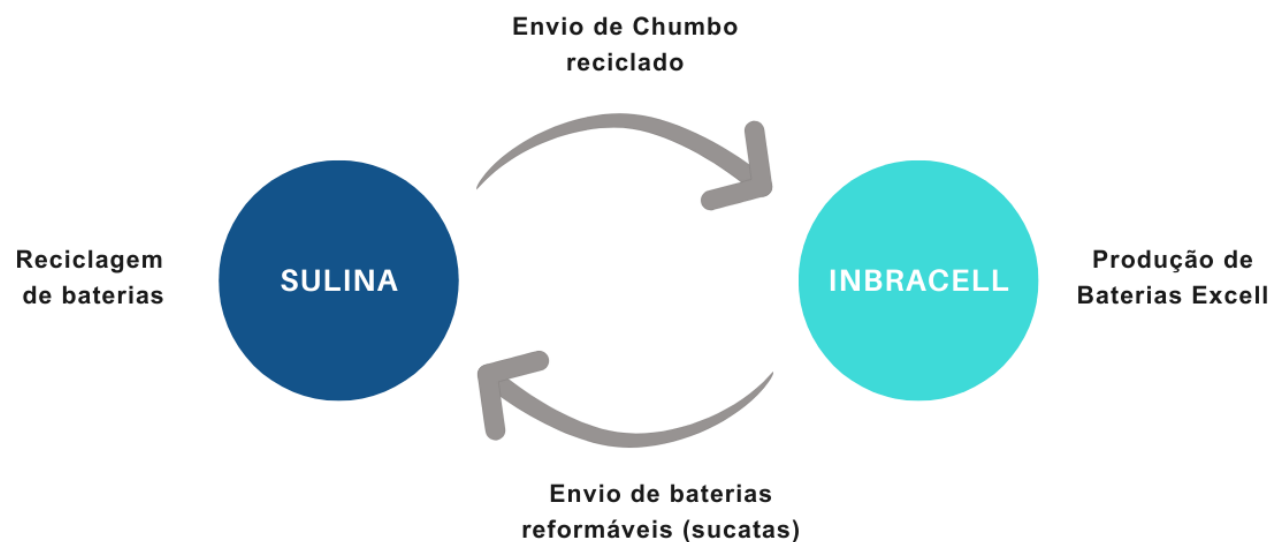 Envio de Chumbo
reciclado
Reciclagem
de baterias
SULINA
INBRACELL
Produção de
Baterias Excell
Envio de baterias
reformáveis (sucatas)